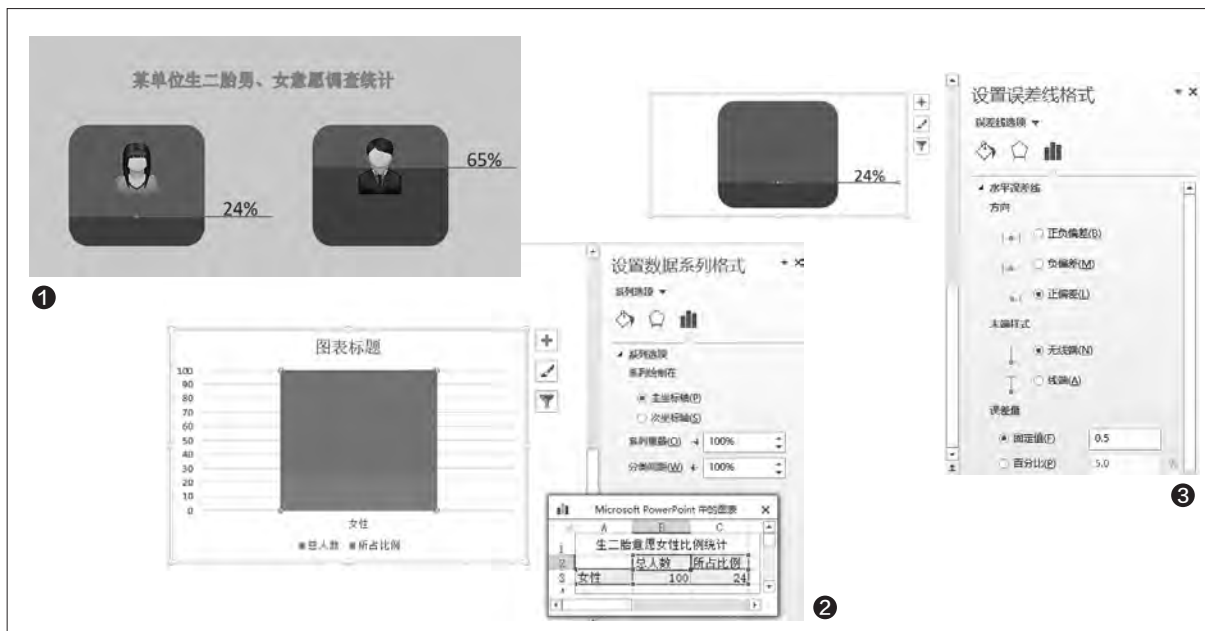 某单位生二胎男、女意愿调查统计
24%
65%
❶
24%
设置误差线格式
误差线选项
水平误差线
方向
正负偏差(B)
负偏差(M)
正偏差(L)
末端样式
无线端(N)
线端(A)
误差值
固定值(F) 0.5
百分比(P) 5.0 %
❸
图表标题
100
90
80
70
60
50
40
30
20
10
0
女性
■总人数 ■所占比例
设置数据系列格式
系列选项
系列选项
系列绘制在
主坐标轴(P)
次坐标轴(S)
系列重叠(O) 100%
分类间距(W) 100%
Microsoft PowerPoint 中的图表
A B C
1 生二胎意愿女性比例统计
2 总人数 所占比例
3 女性 100 24
❷